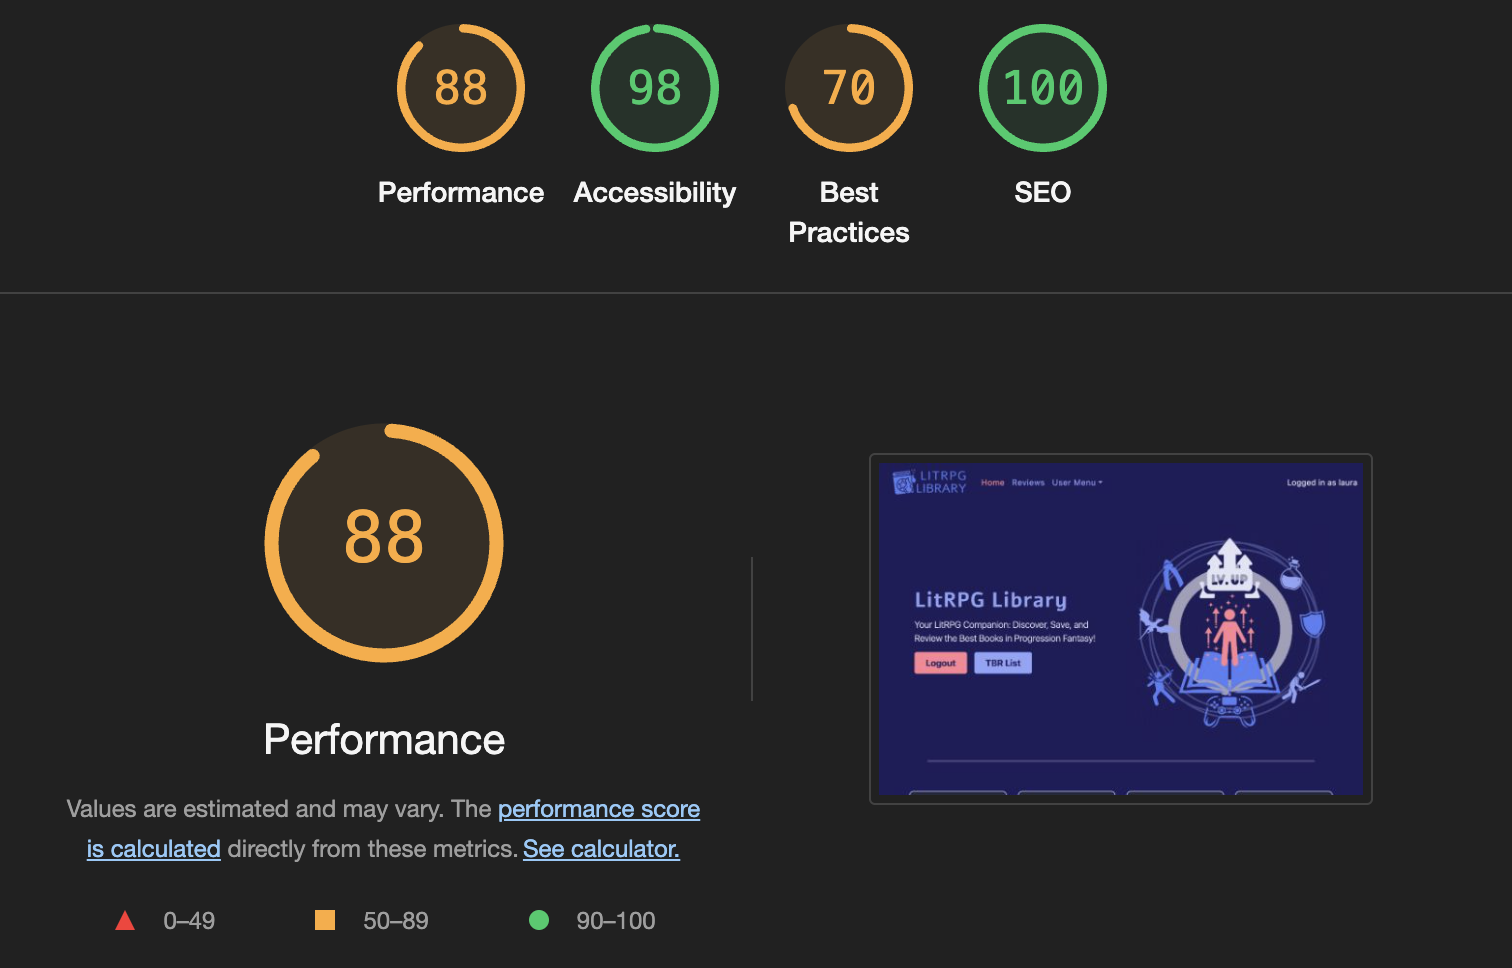 88
98
70
100
Performance
Accessibility
Best
Practices
SEO
88
Performance
Values are estimated and may vary. The performance score
is calculated directly from these metrics. See calculator.
0–49
50–89
90–100
LITRPG
LIBRARY
Home Reviews User Menu
Logged in as laura
LV.UP
LitRPG Library
Your LitRPG Companion: Discover, Save, and
Review the Best Books in Progression Fantasy!
Logout
TBR List